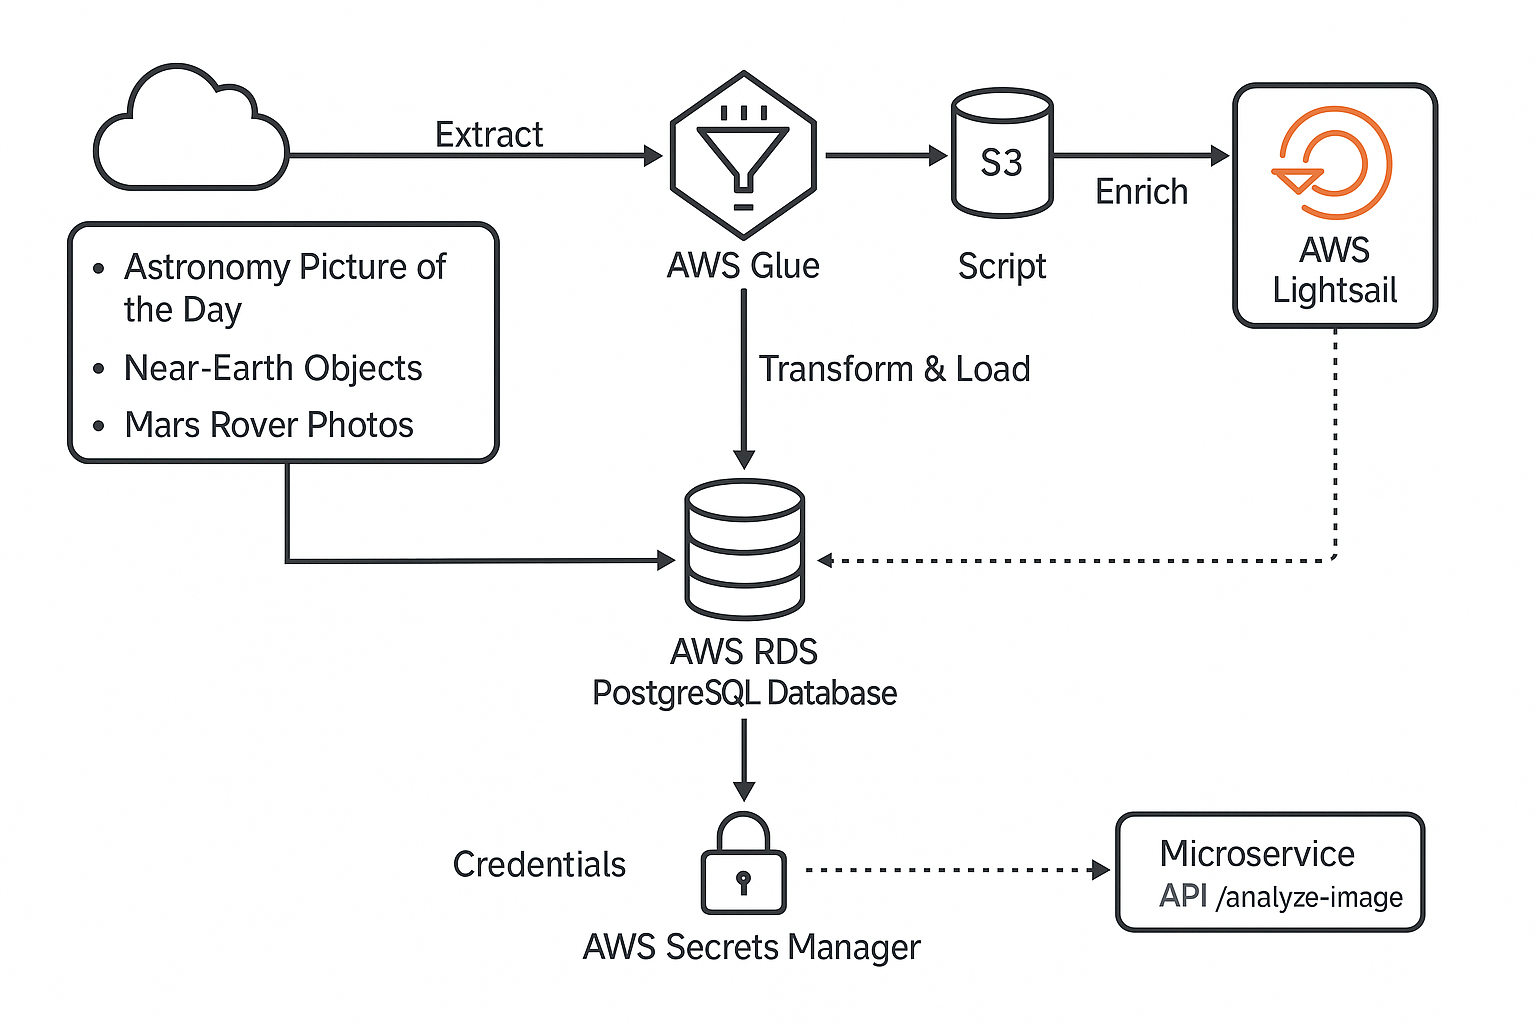 Extract
S3
Enrich
AWS Glue
Script
AWS
Lightsail
• Astronomy Picture of
the Day
• Near-Earth Objects
• Mars Rover Photos
Transform & Load
AWS RDS
PostgreSQL Database
Credentials
AWS Secrets Manager
Microservice
API /analyze-image